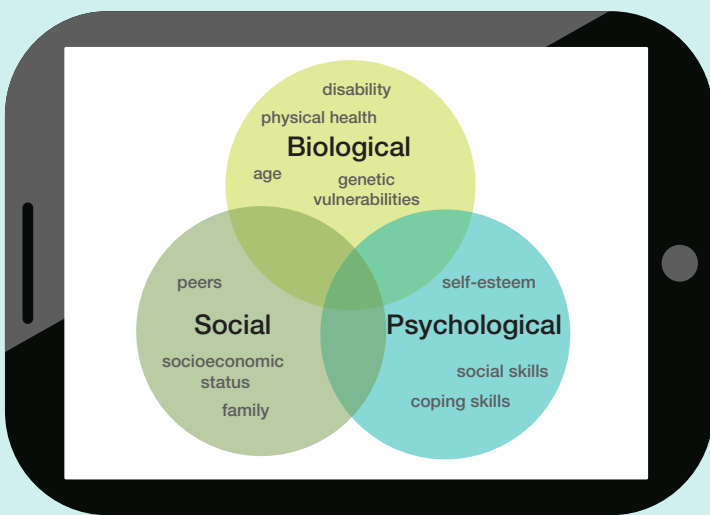 disability
physical health
Biological
age
genetic
vulnerabilities
peers
Social
socioeconomic
status
family
self-esteem
Psychological
social skills
coping skills